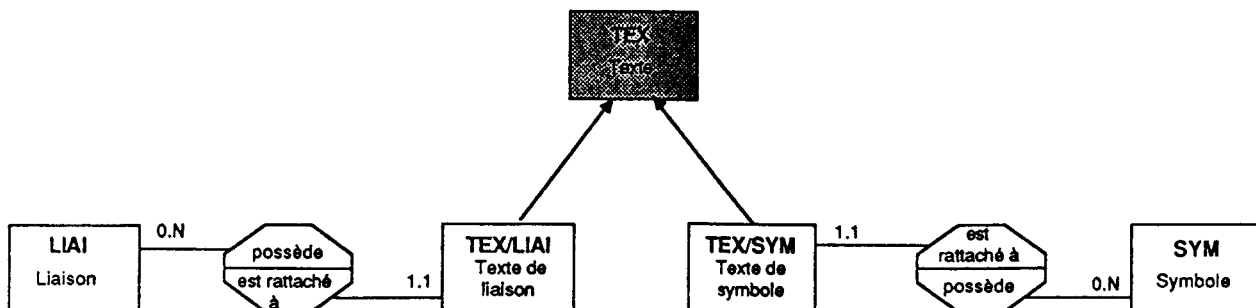 TEX
Texte
LIAI
Liaison
0.N
possède
est rattaché
à
1.1
TEX/LIAI
Texte de
liaison
TEX/SYM
Texte de
symbole
1.1
est
rattaché à
possède
0.N
SYM
Symbole